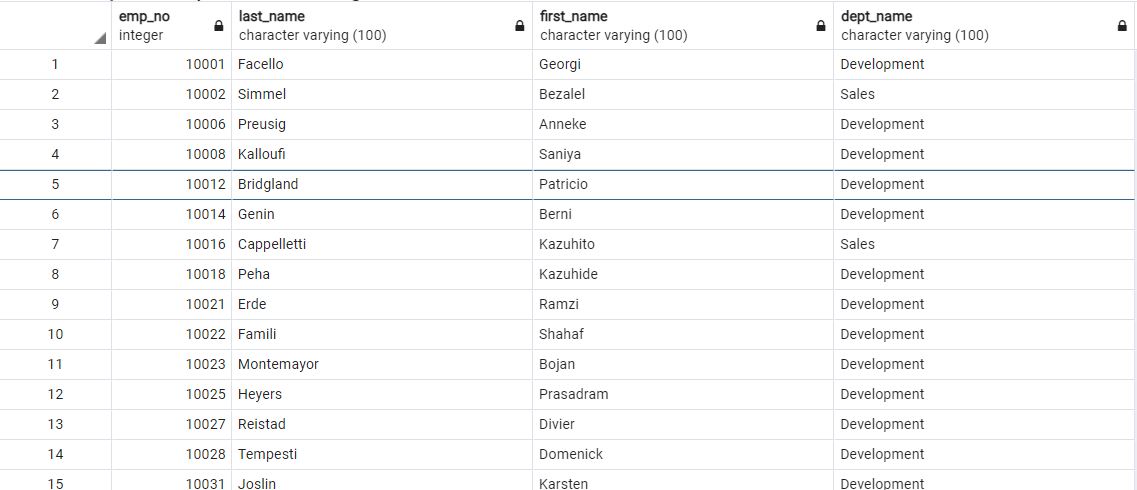 emp_no last_name first_name dept_name
integer character varying (100) character varying (100) character varying (100)
1 10001 Facello Georgi Development
2 10002 Simmel Bezalel Sales
3 10006 Preusig Anneke Development
4 10008 Kalloufi Saniya Development
5 10012 Bridgland Patricio Development
6 10014 Genin Berni Development
7 10016 Cappelletti Kazuhito Sales
8 10018 Peha Kazuhide Development
9 10021 Erde Ramzi Development
10 10022 Famili Shahaf Development
11 10023 Montemayor Bojan Development
12 10025 Heyers Prasadram Development
13 10027 Reistad Divier Development
14 10028 Tempesti Domenick Development
15 10031 Joslin Karsten Development